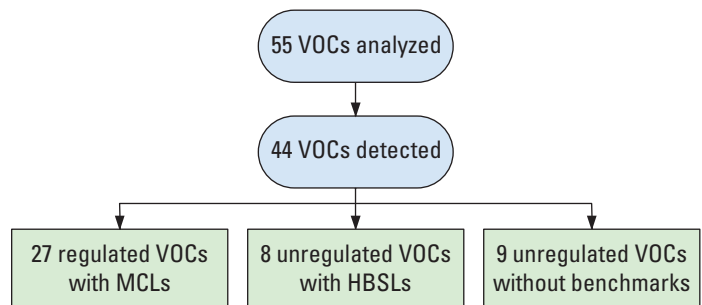 55 VOCs analyzed
44 VOCs detected
27 regulated VOCs
with MCLs
8 unregulated VOCs
with HBSLs
9 unregulated VOCs
without benchmarks